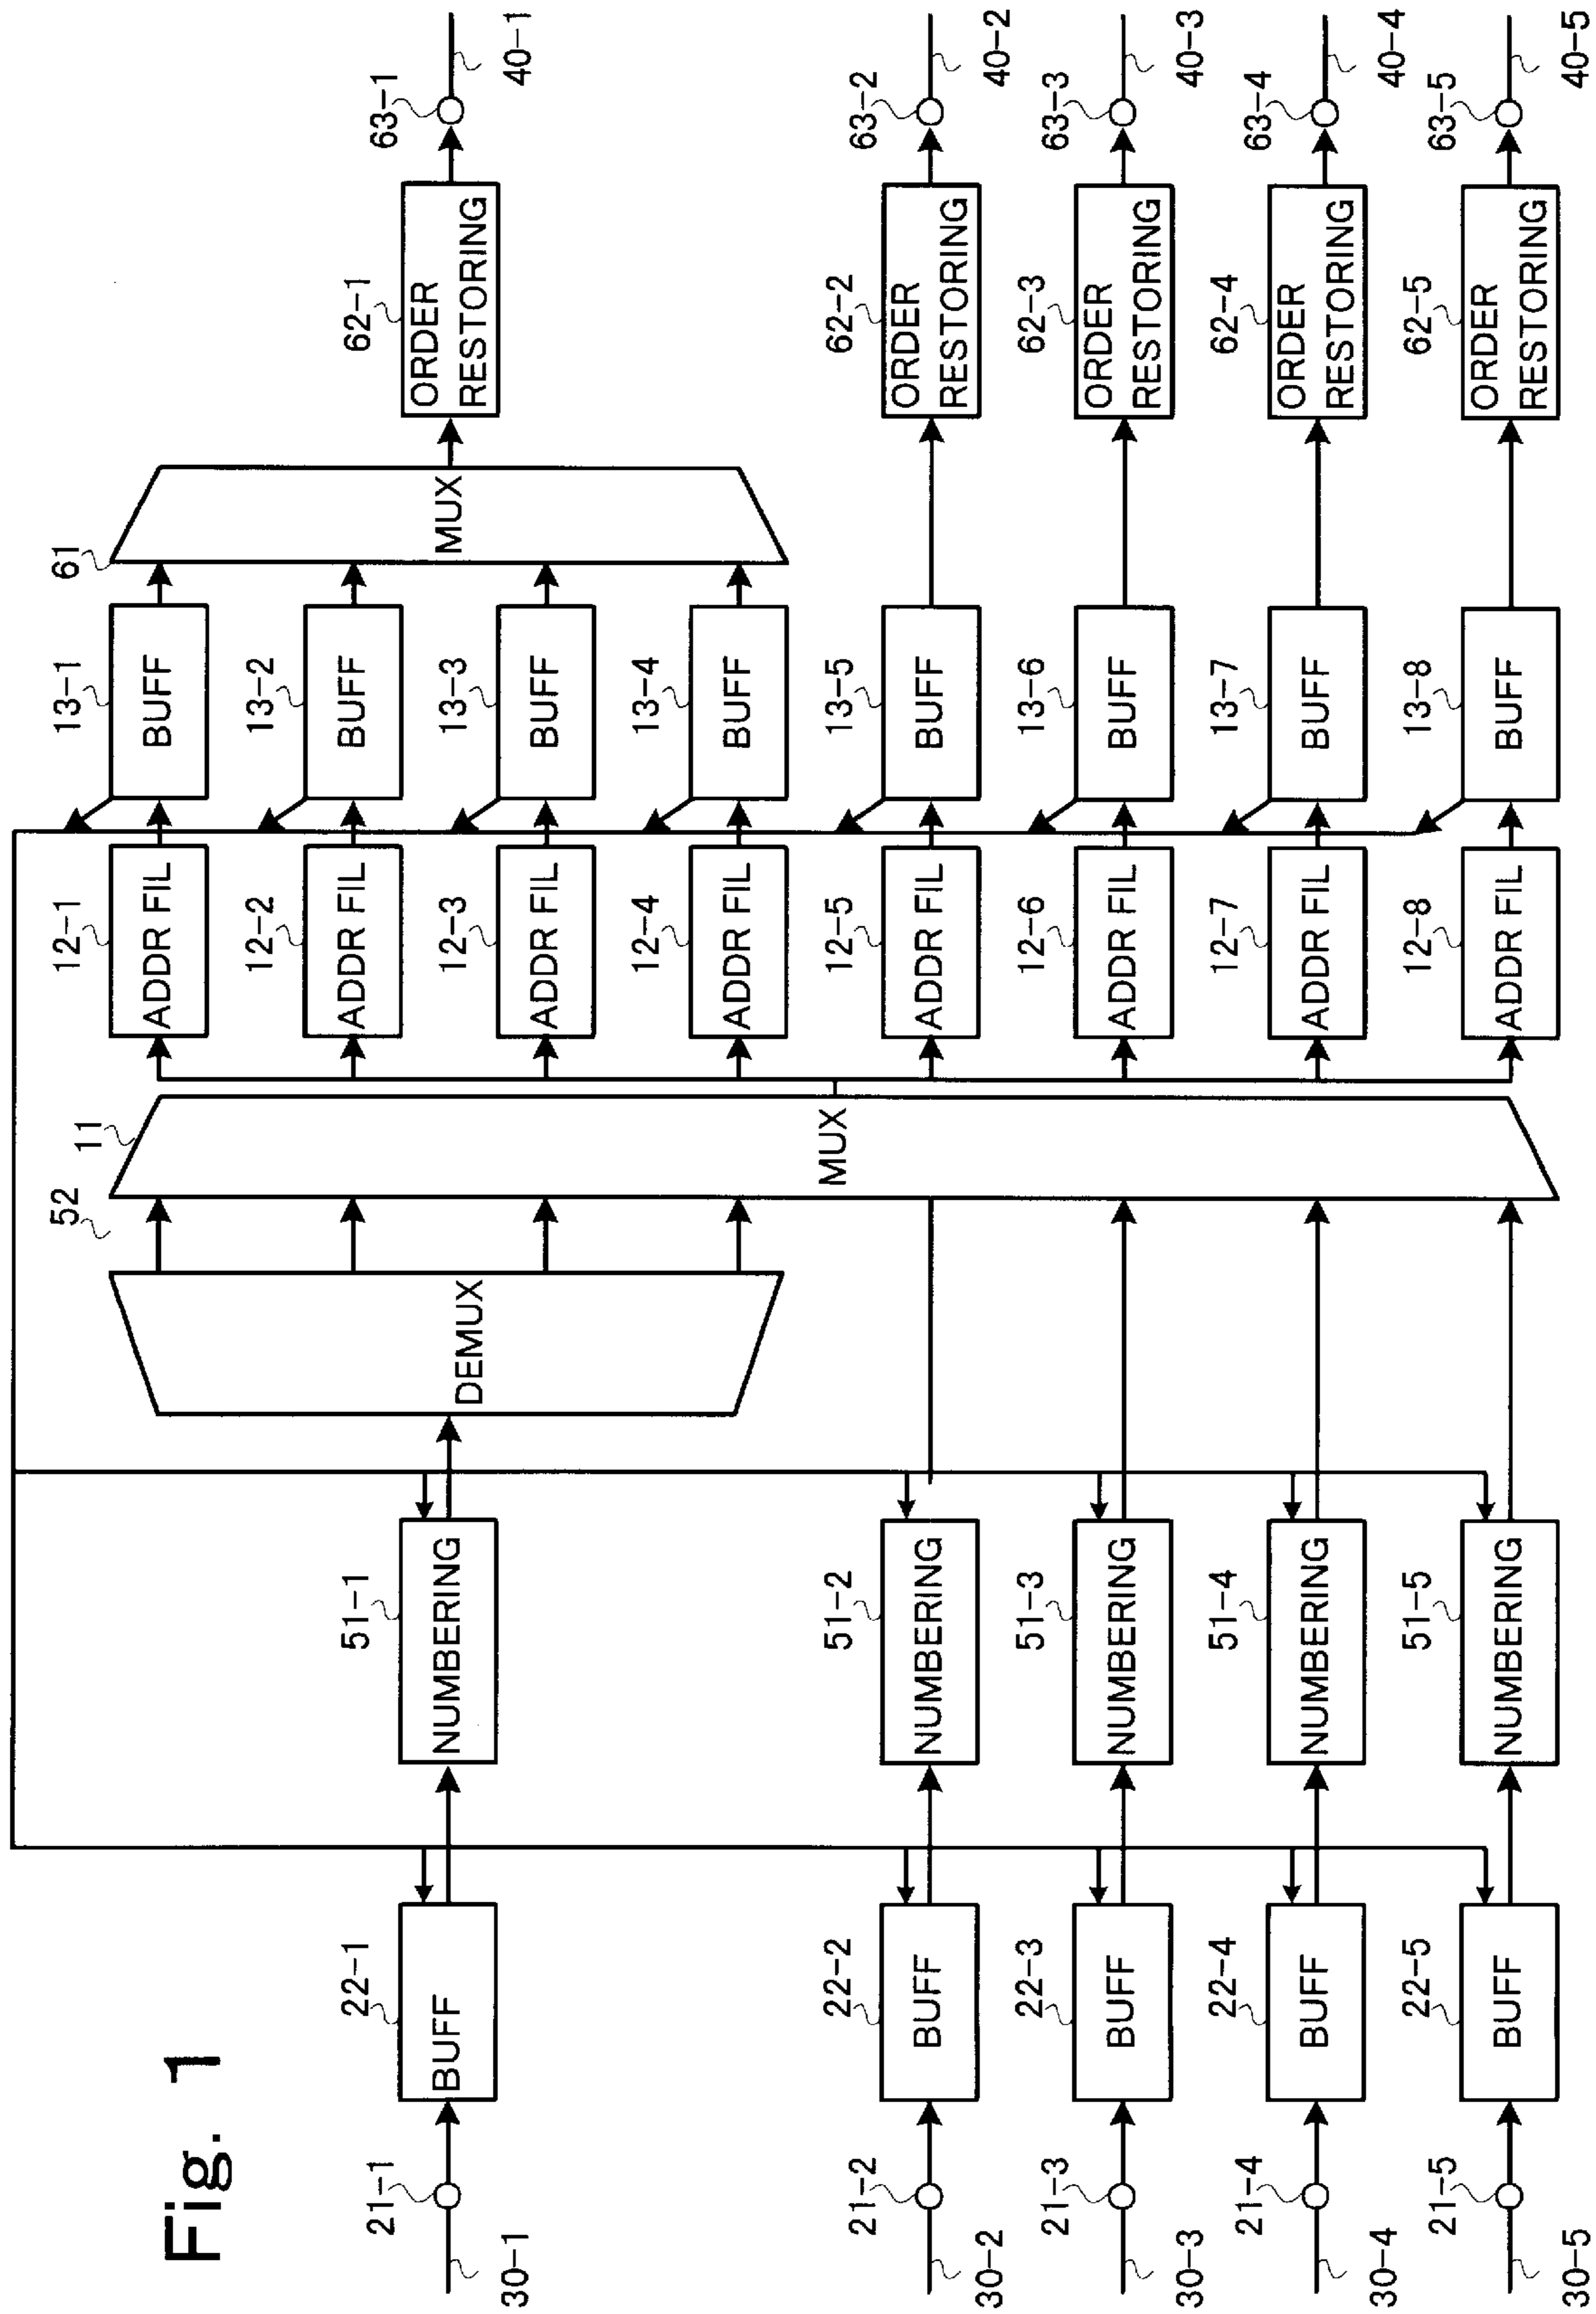 Fig. 1
30-1
21-1
22-1
BUFF
51-1
NUMBERING
DEMUX
52
11
MUX
12-1
ADDR FIL
13-1
BUFF
12-2
ADDR FIL
13-2
BUFF
12-3
ADDR FIL
13-3
BUFF
12-4
ADDR FIL
13-4
BUFF
61
MUX
62-1
ORDER
RESTORING
63-1
40-1
30-2
21-2
22-2
BUFF
51-2
NUMBERING
12-5
ADDR FIL
13-5
BUFF
62-2
ORDER
RESTORING
63-2
40-2
30-3
21-3
22-3
BUFF
51-3
NUMBERING
12-6
ADDR FIL
13-6
BUFF
62-3
ORDER
RESTORING
63-3
40-3
30-4
21-4
22-4
BUFF
51-4
NUMBERING
12-7
ADDR FIL
13-7
BUFF
62-4
ORDER
RESTORING
63-4
40-4
30-5
21-5
22-5
BUFF
51-5
NUMBERING
12-8
ADDR FIL
13-8
BUFF
62-5
ORDER
RESTORING
63-5
40-5